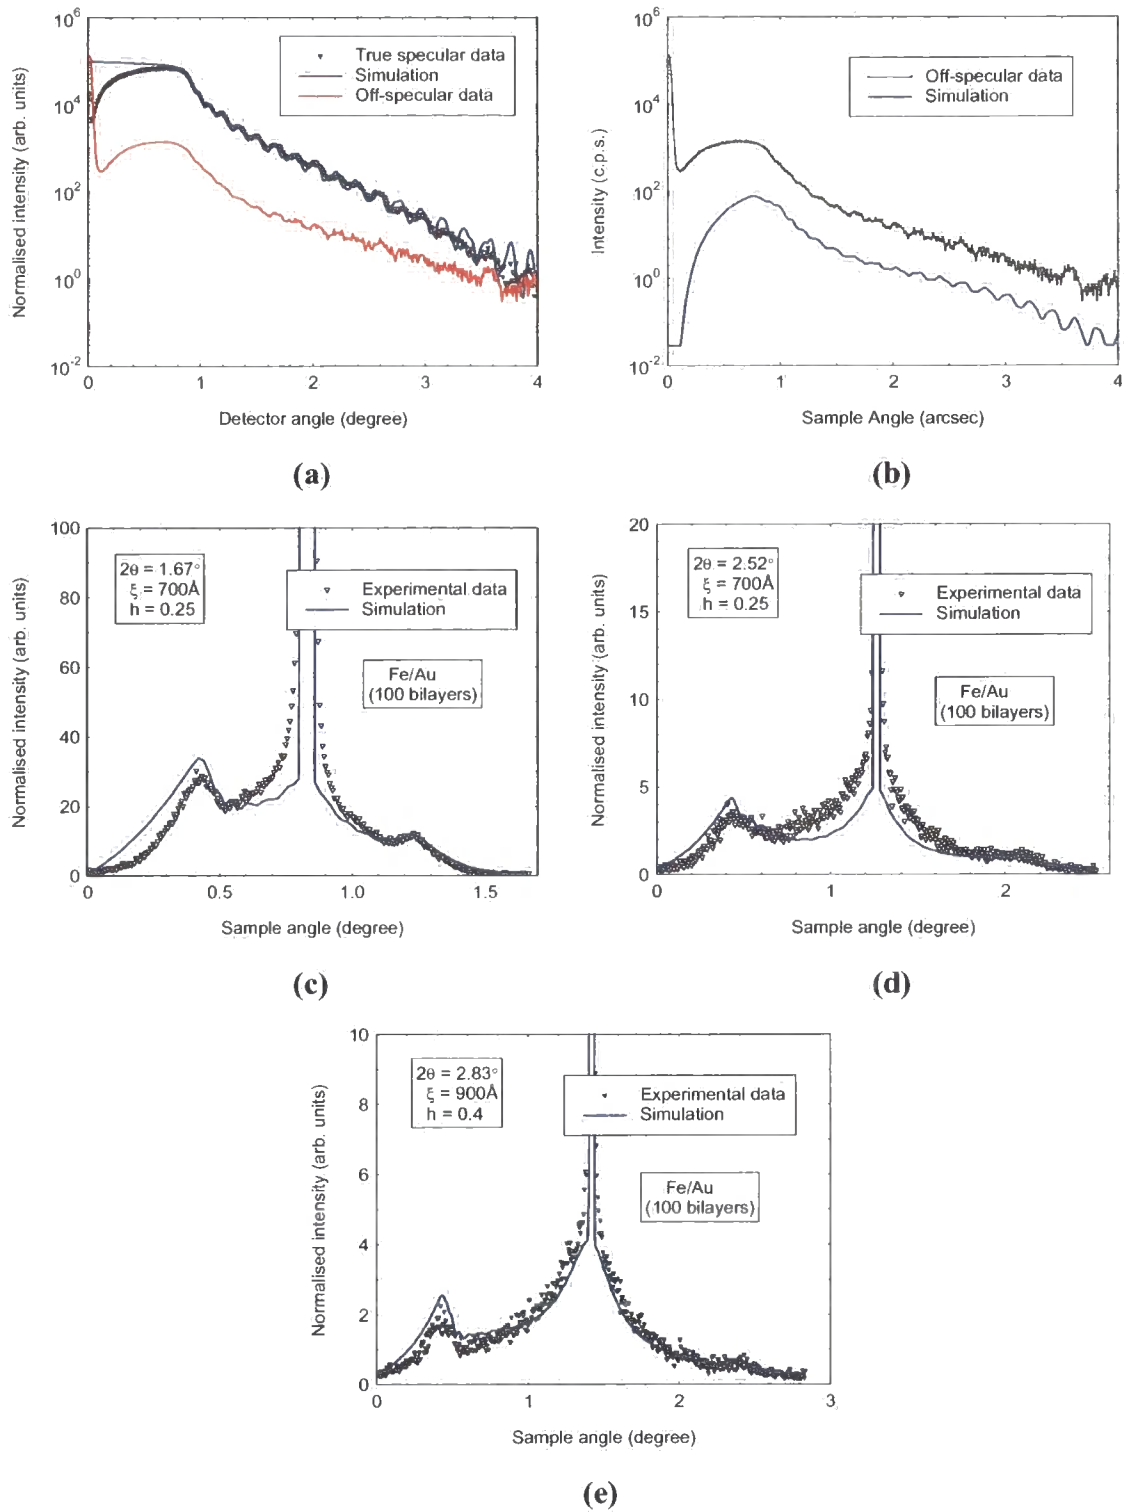 10^6
10^4
10^2
10^0
10^-2
Normalised intensity (arb. units)
True specular data
Simulation
Off-specular data
0 1 2 3 4
Detector angle (degree)
(a)
10^6
10^4
10^2
10^0
10^-2
Intensity (c.p.s.)
Off-specular data
Simulation
0 1 2 3 4
Sample Angle (arcsec)
(b)
100
80
60
40
20
0
Normalised intensity (arb. units)
2θ = 1.67°
ξ = 700Å
h = 0.25
Experimental data
Simulation
Fe/Au
(100 bilayers)
0 0.5 1.0 1.5
Sample angle (degree)
(c)
20
15
10
5
0
Normalised intensity (arb. units)
2θ = 2.52°
ξ = 700Å
h = 0.25
Experimental data
Simulation
Fe/Au
(100 bilayers)
0 1 2
Sample angle (degree)
(d)
10
8
6
4
2
0
Normalised intensity (arb. units)
2θ = 2.83°
ξ = 900Å
h = 0.4
Experimental data
Simulation
Fe/Au
(100 bilayers)
0 1 2 3
Sample angle (degree)
(e)